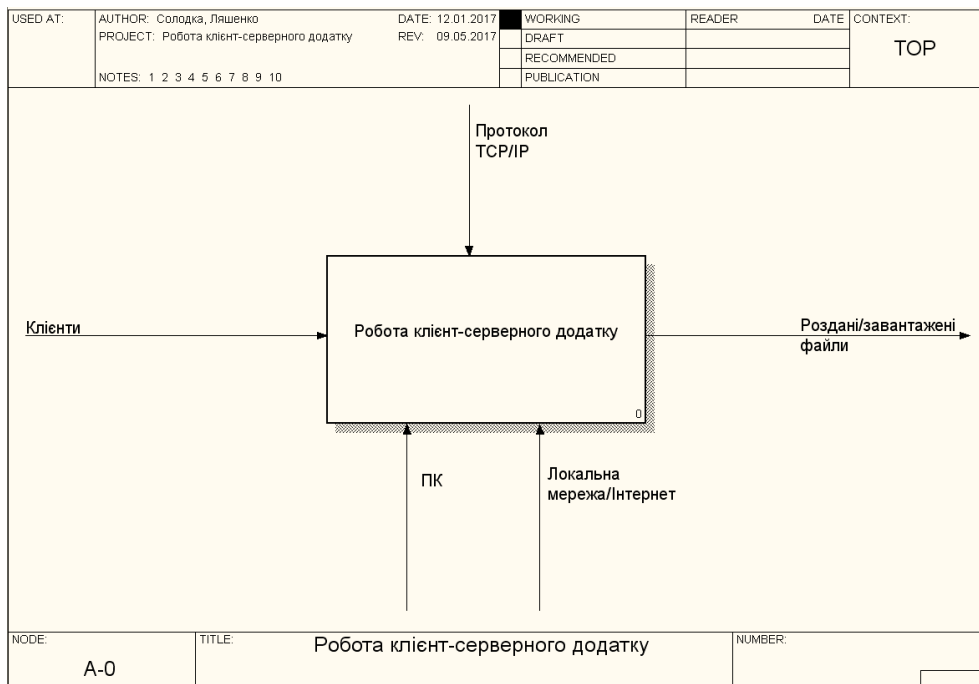 USED AT:
AUTHOR: Солодка, Ляшенко
DATE: 12.01.2017
PROJECT: Робота клієнт-серверного додатку
REV: 09.05.2017
NOTES: 1 2 3 4 5 6 7 8 9 10
WORKING
DRAFT
RECOMMENDED
PUBLICATION
READER
DATE
CONTEXT:
TOP
Протокол
TCP/IP
Клієнти
Робота клієнт-серверного додатку
0
Роздані/завантажені
файли
ПК
Локальна
мережа/Інтернет
NODE:
A-0
TITLE:
Робота клієнт-серверного додатку
NUMBER: